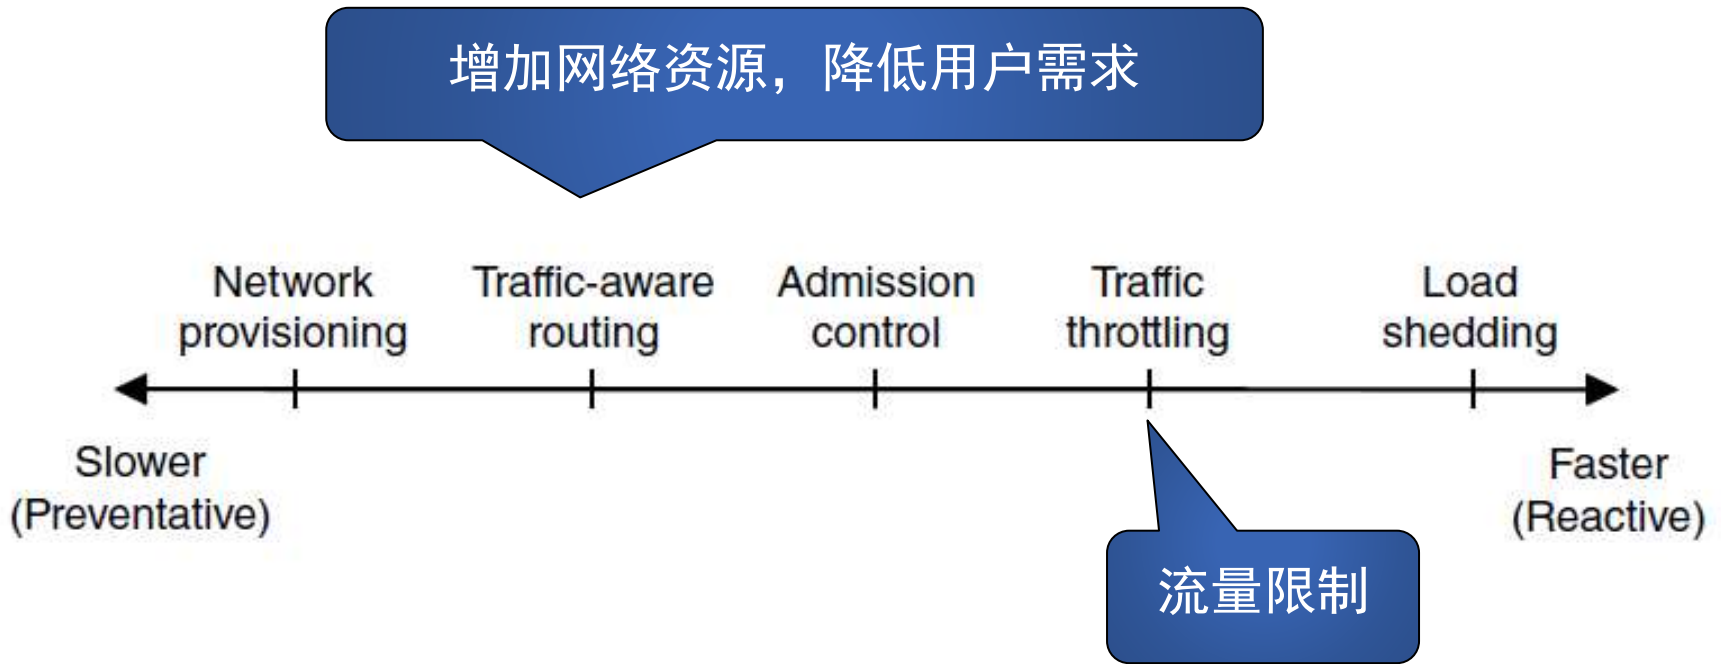 增加网络资源，降低用户需求
Network provisioning
Traffic-aware routing
Admission control
Traffic throttling
Load shedding
Slower
(Preventative)
Faster
(Reactive)
流量限制